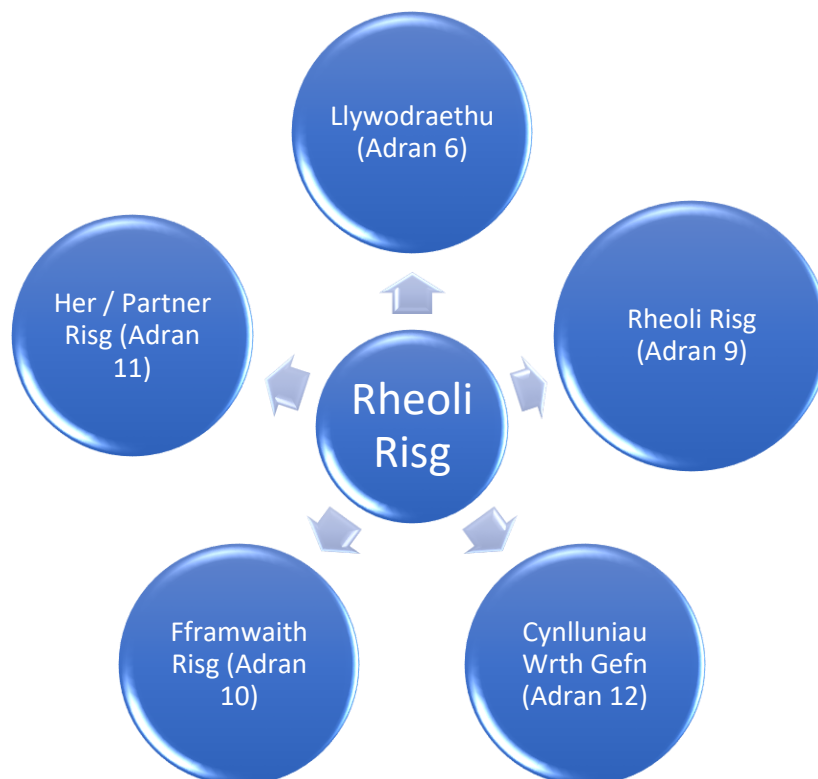 Llywodraethu
(Adran 6)
Her / Partner
Risg (Adran
11)
Rheoli Risg
(Adran 9)
Rheoli
Risg
Fframwaith
Risg (Adran
10)
Cynlluniau
Wrth Gefn
(Adran 12)